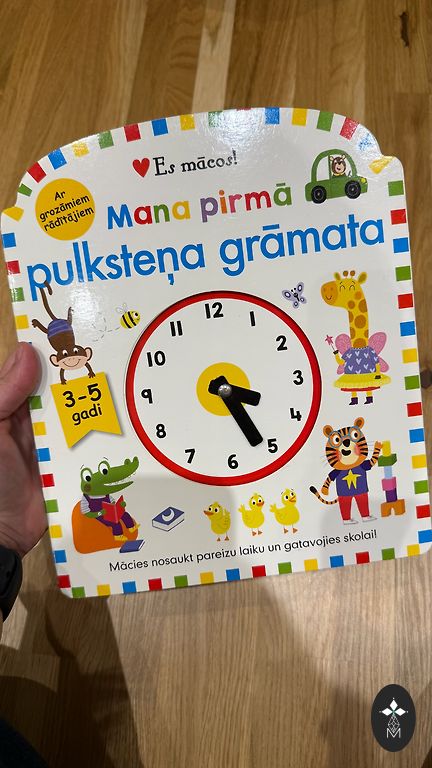 Es mācos!
Ar
grozāmiem
rādītājiem
Mana pirmā
pulksteņa grāmata
12
1
2
3
4
5
6
7
8
9
10
11
3-5
gadi
Mācies nosaukt pareizu laiku un gatavojies skolai!
M